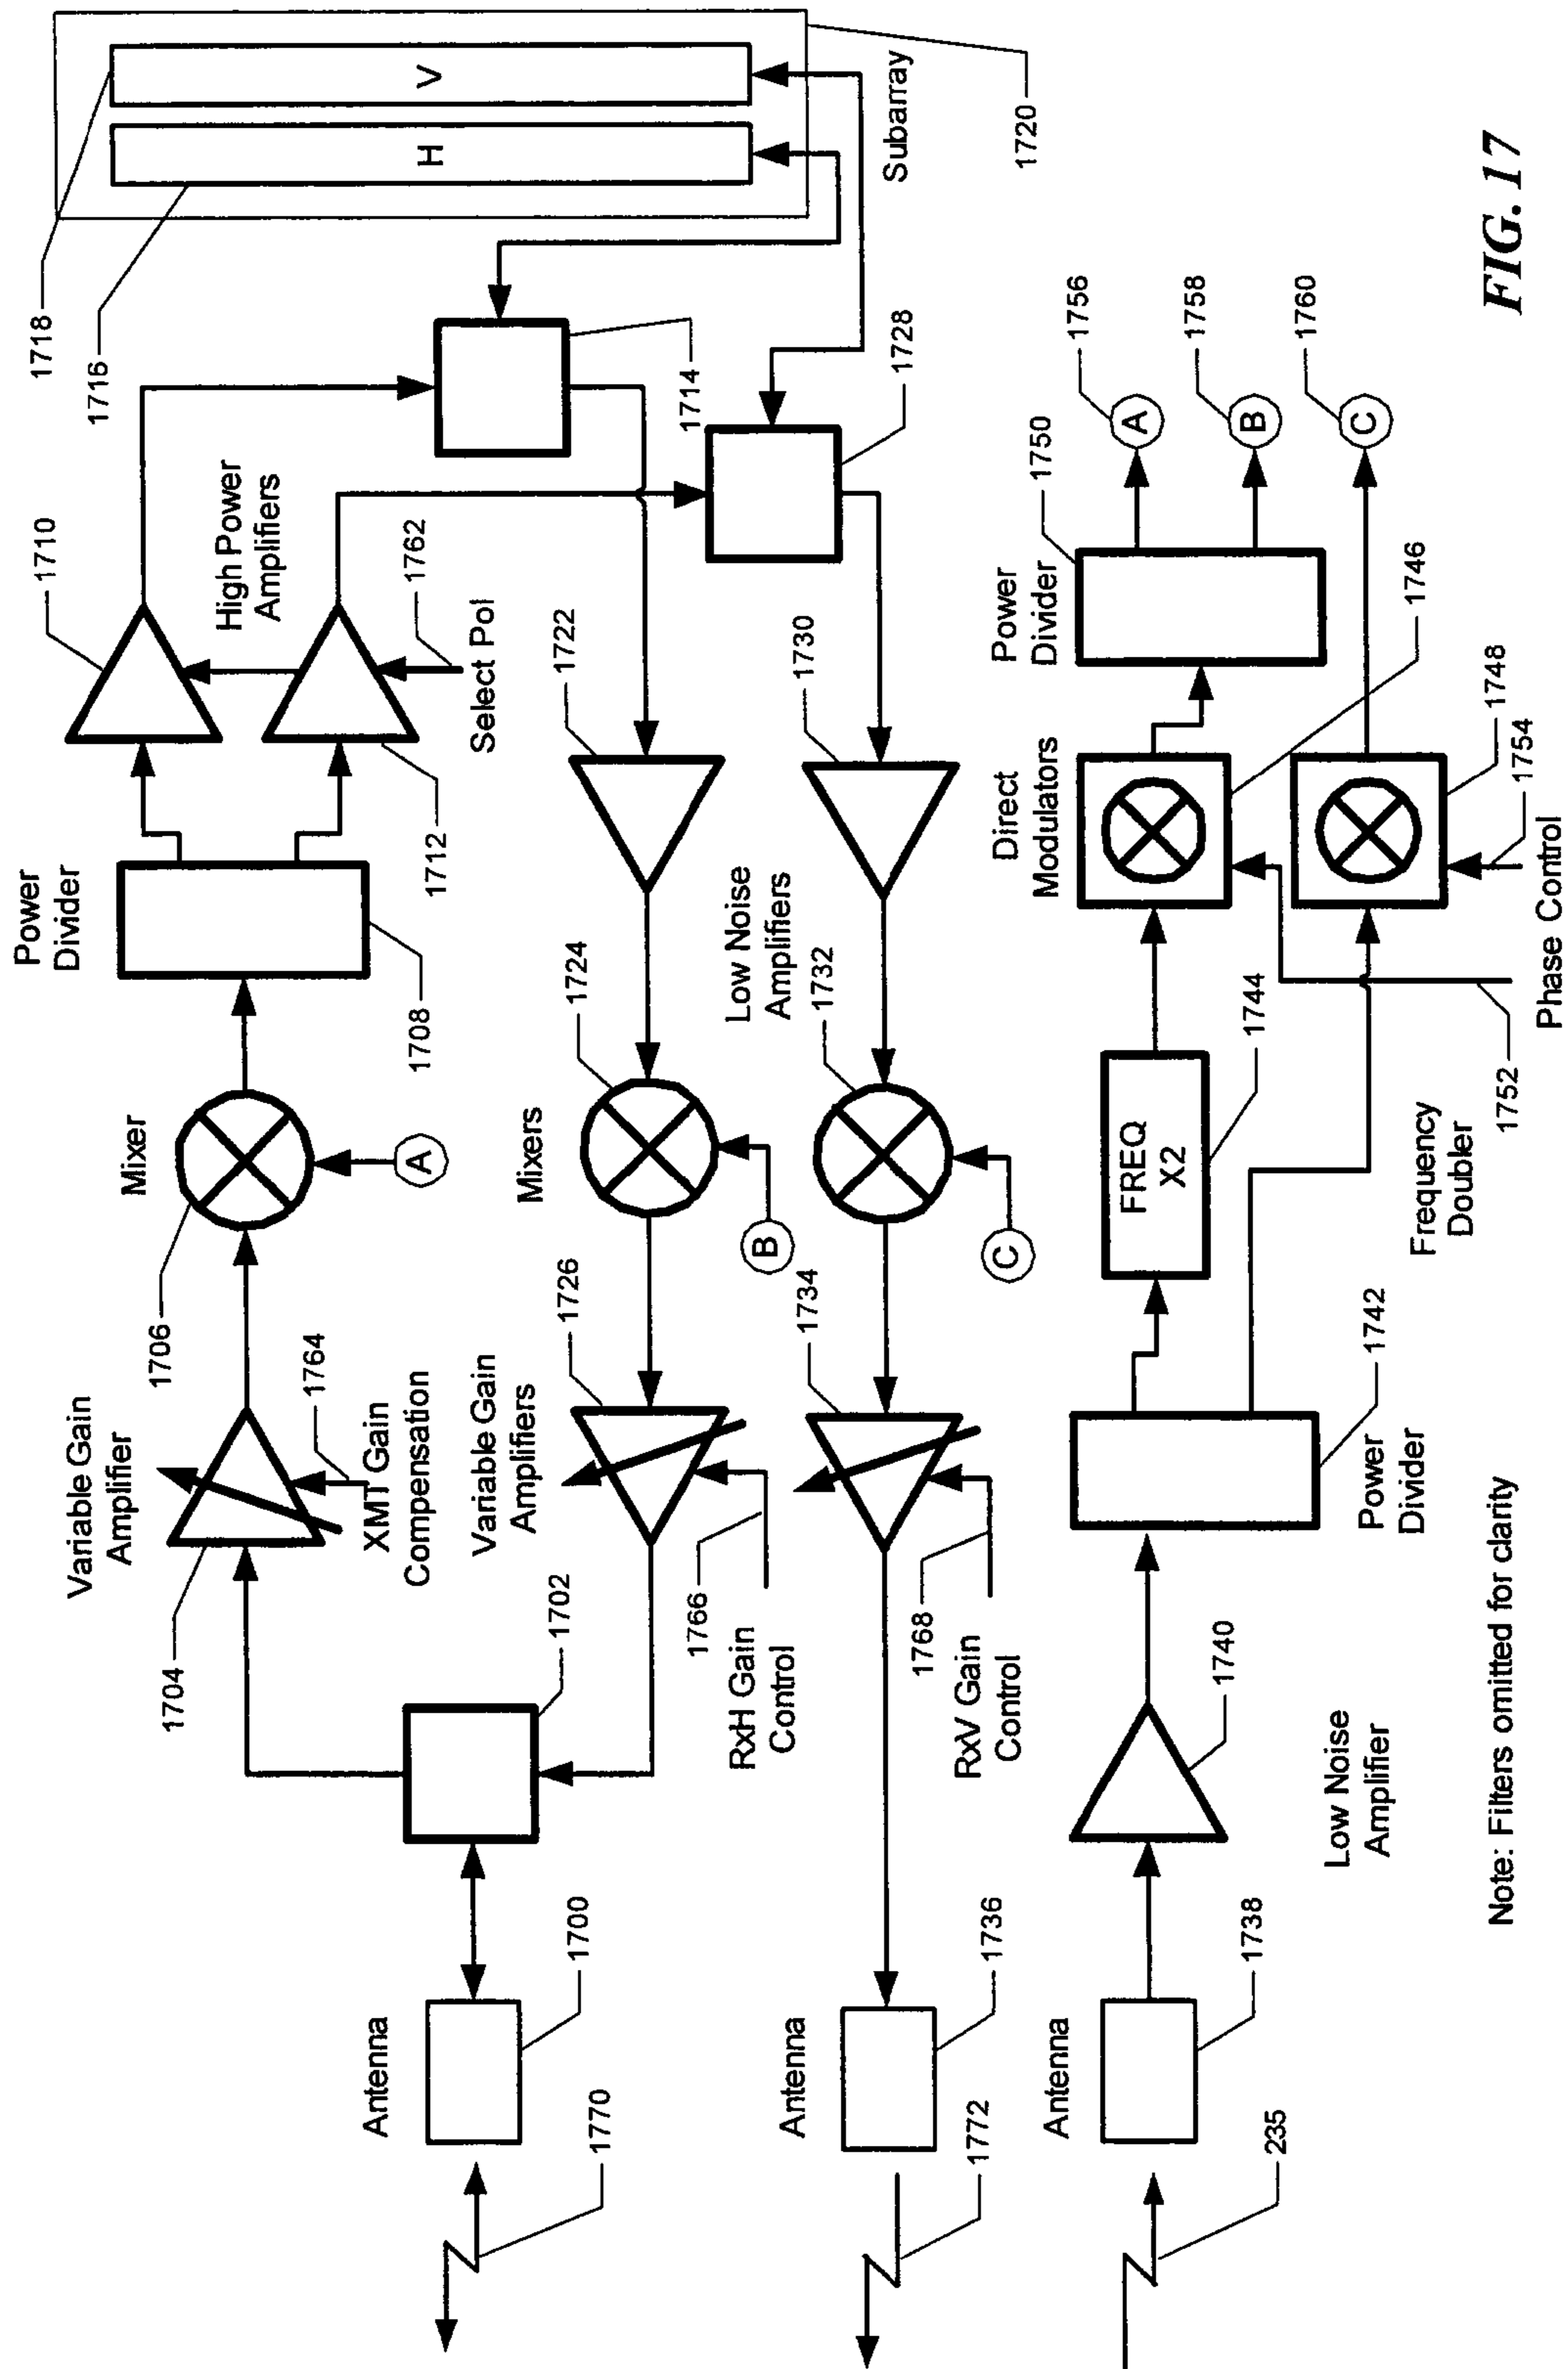 Variable Gain
Amplifier
1704
XMT Gain
Compensation
1764
Mixer
1706
A
Power
Divider
1708
1710
High Power
Amplifiers
1712
Select Pol
1762
1718
1716
H
V
Subarray
1720
1714
1728
Antenna
1700
1770
1702
Variable Gain
Amplifiers
1726
RxH Gain
Control
1766
Mixers
1724
B
1722
Low Noise
Amplifiers
1730
1732
C
1734
RxV Gain
Control
1768
Antenna
1736
1772
Antenna
1738
235
Low Noise
Amplifier
1740
Power
Divider
1742
FREQ
X2
1744
Frequency
Doubler
Direct
Modulators
1746
1748
1752
1754
Phase Control
Power
Divider
1750
A
1756
B
1758
C
1760
Note: Filters omitted for clarity
FIG. 17